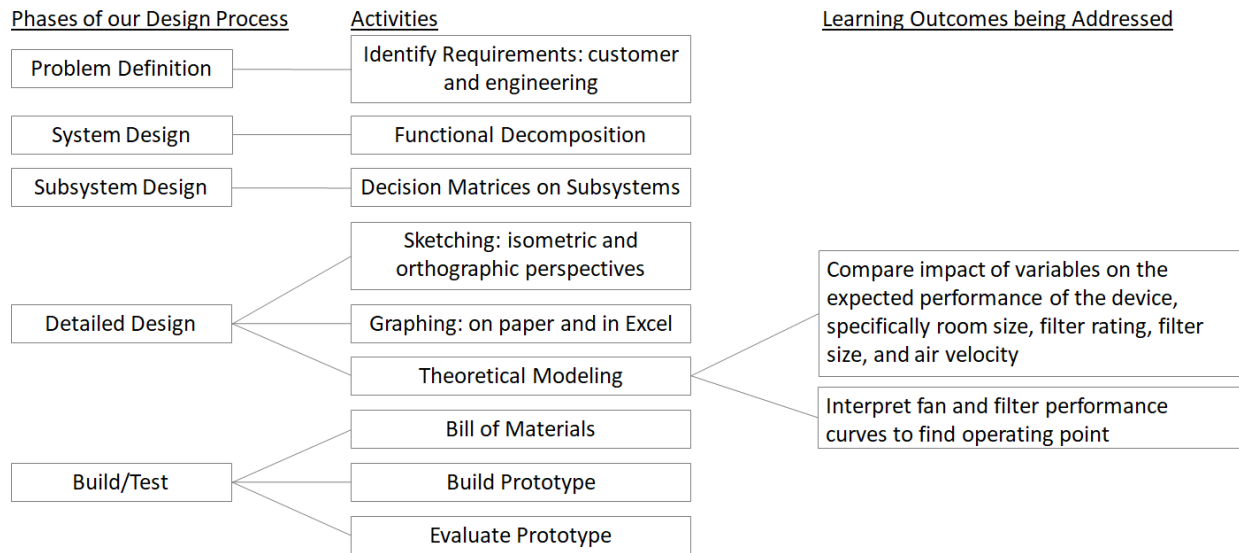 Phases of our Design Process
Activities
Learning Outcomes being Addressed
Problem Definition
Identify Requirements: customer
and engineering
System Design
Functional Decomposition
Subsystem Design
Decision Matrices on Subsystems
Detailed Design
Sketching: isometric and
orthographic perspectives
Graphing: on paper and in Excel
Theoretical Modeling
Compare impact of variables on the
expected performance of the device,
specifically room size, filter rating, filter
size, and air velocity
Interpret fan and filter performance
curves to find operating point
Build/Test
Bill of Materials
Build Prototype
Evaluate Prototype